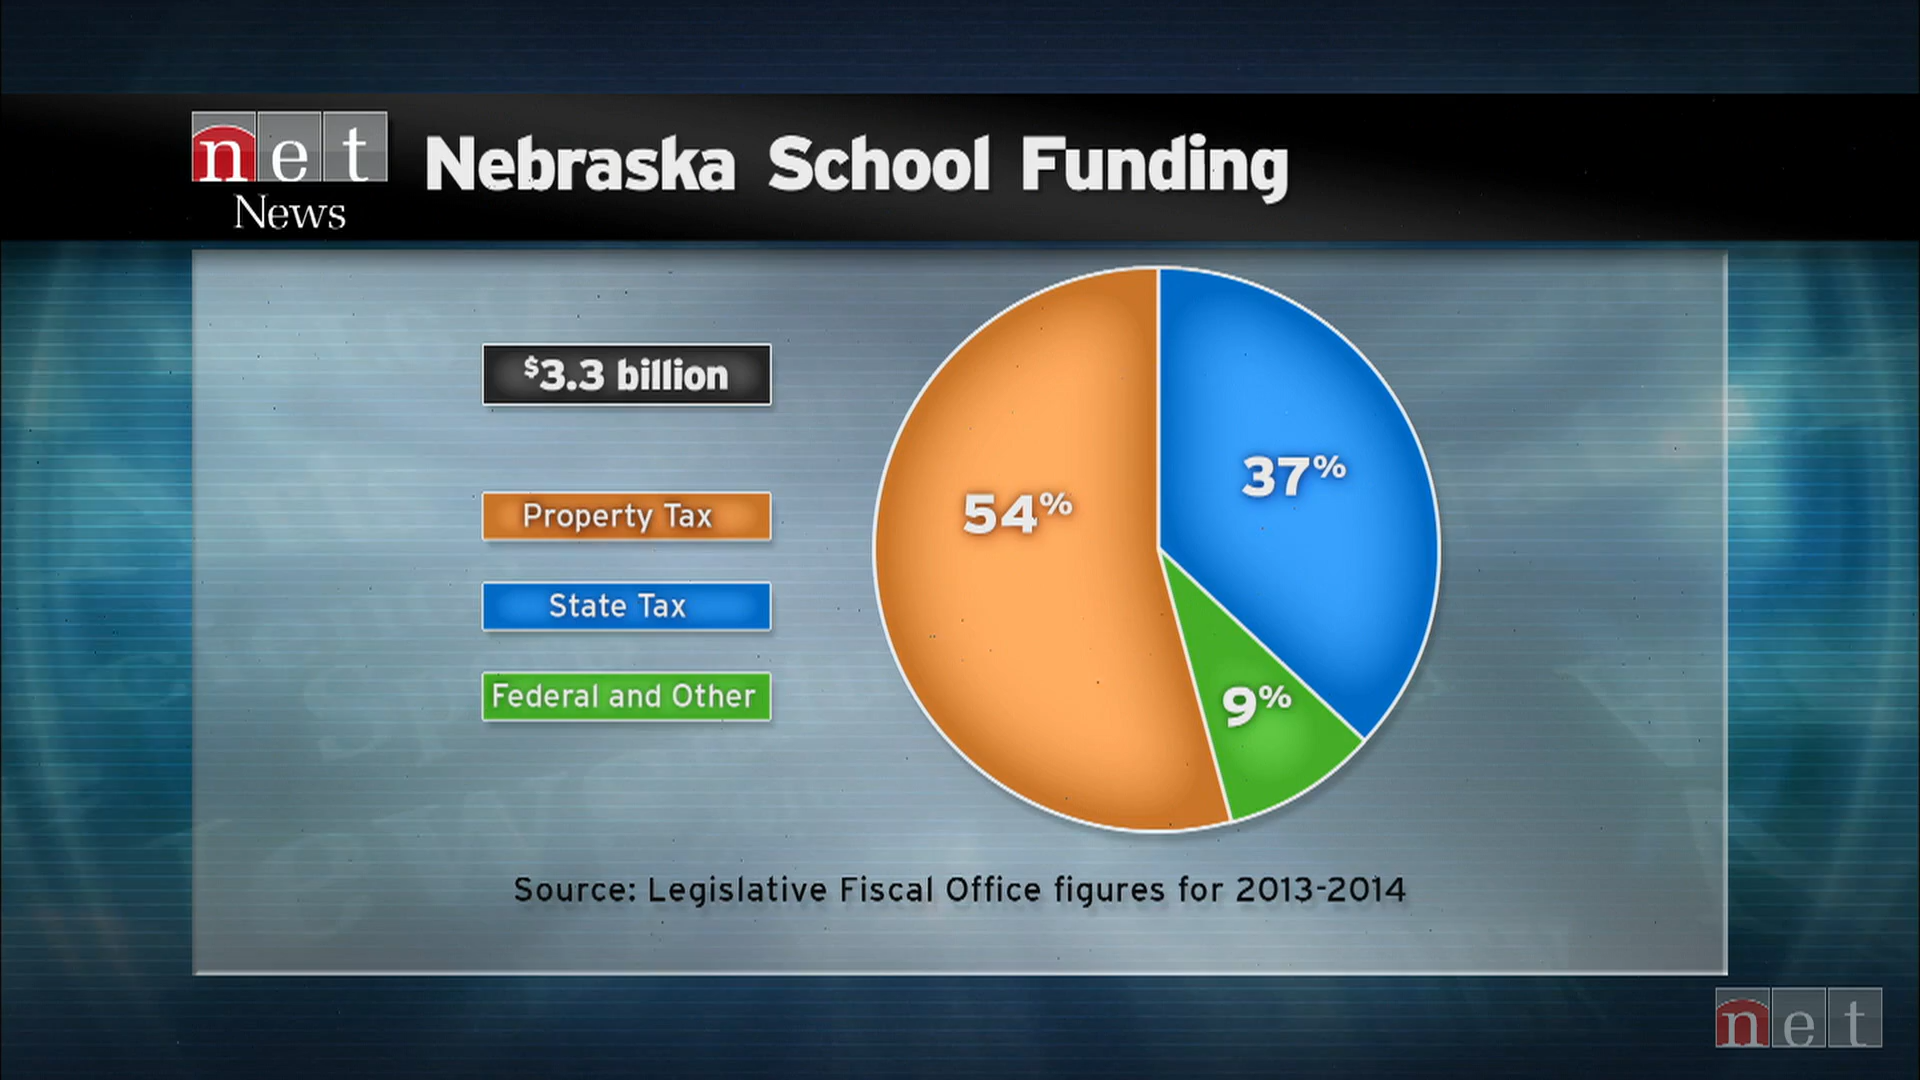 net
News
Nebraska School Funding
$3.3 billion
Property Tax
State Tax
Federal and Other
54%
37%
9%
Source: Legislative Fiscal Office figures for 2013-2014
net